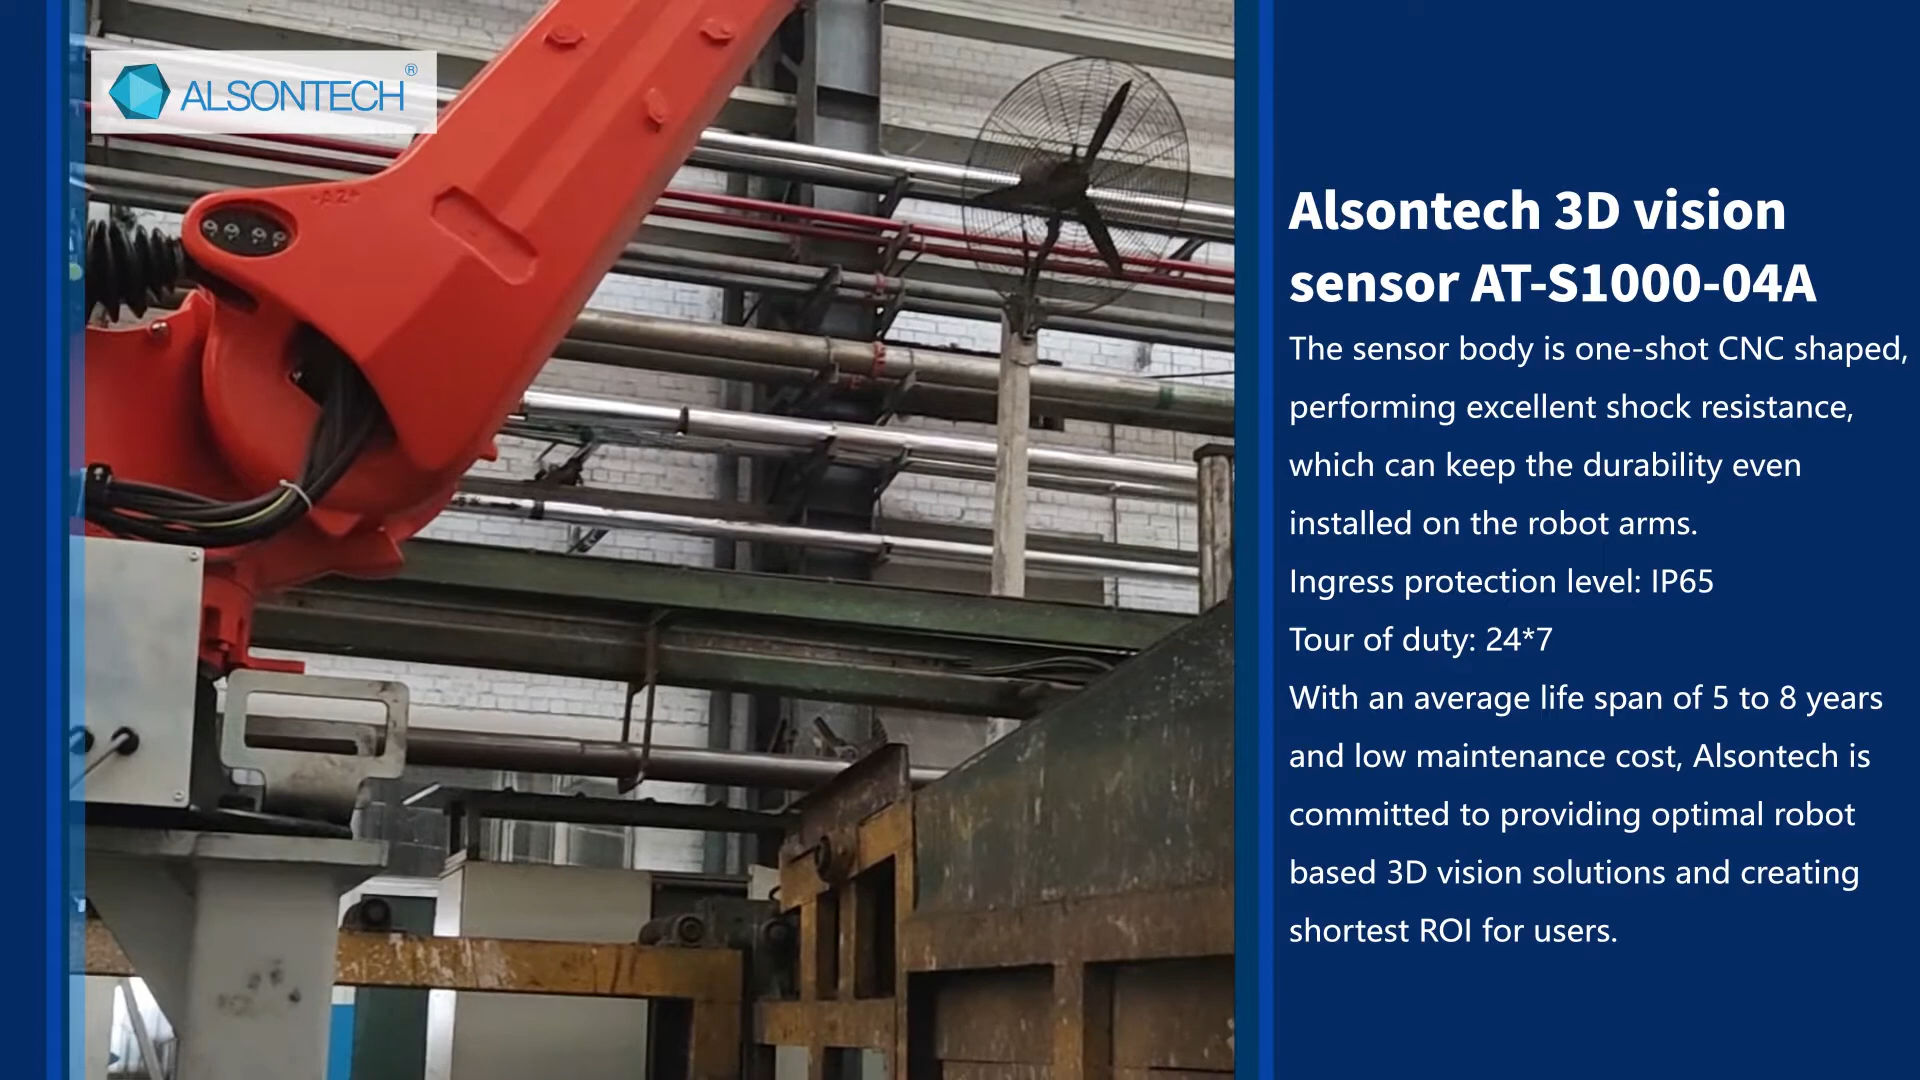 ALSONTECH®
Alsontech 3D vision
sensor AT-S1000-04A
The sensor body is one-shot CNC shaped,
performing excellent shock resistance,
which can keep the durability even
installed on the robot arms.
Ingress protection level: IP65
Tour of duty: 24*7
With an average life span of 5 to 8 years
and low maintenance cost, Alsontech is
committed to providing optimal robot
based 3D vision solutions and creating
shortest ROI for users.